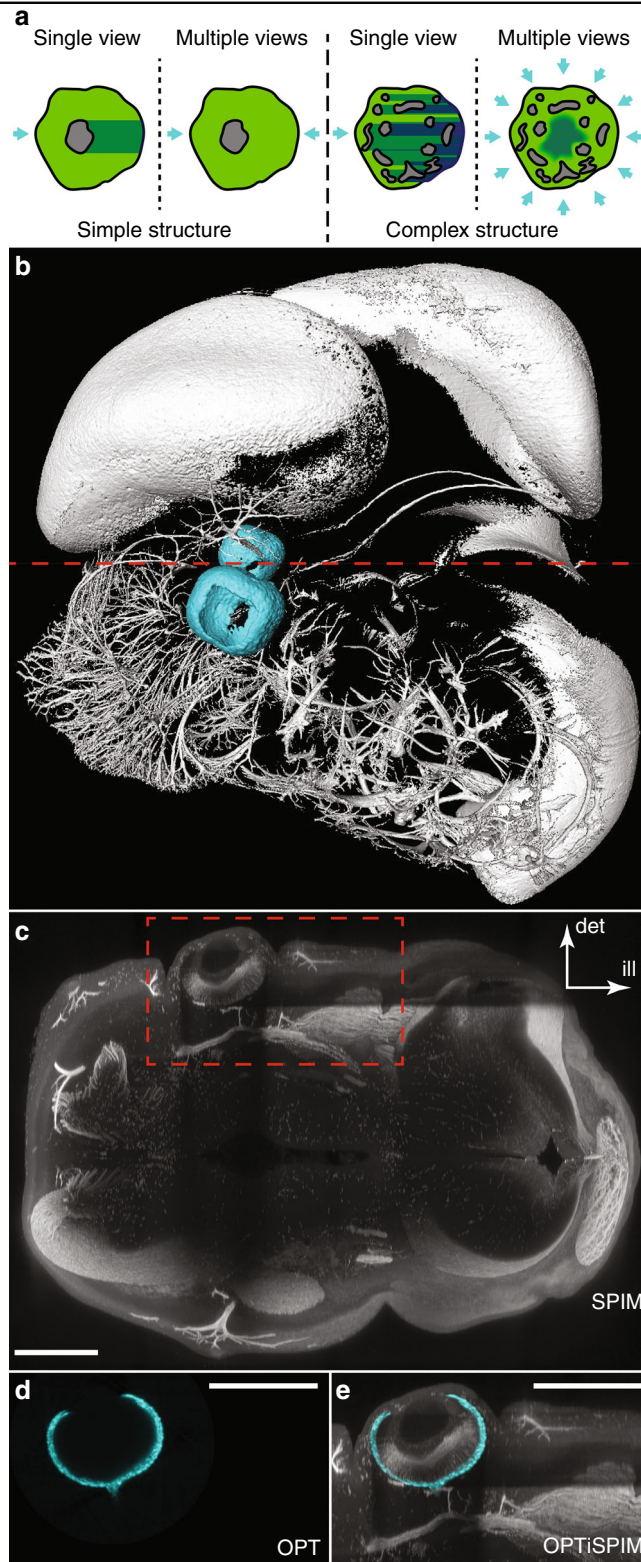 a
Single view Multiple views Single view Multiple views
Simple structure Complex structure
b
c
det
ill
SPIM
d
OPT
e
OPTiSPIM